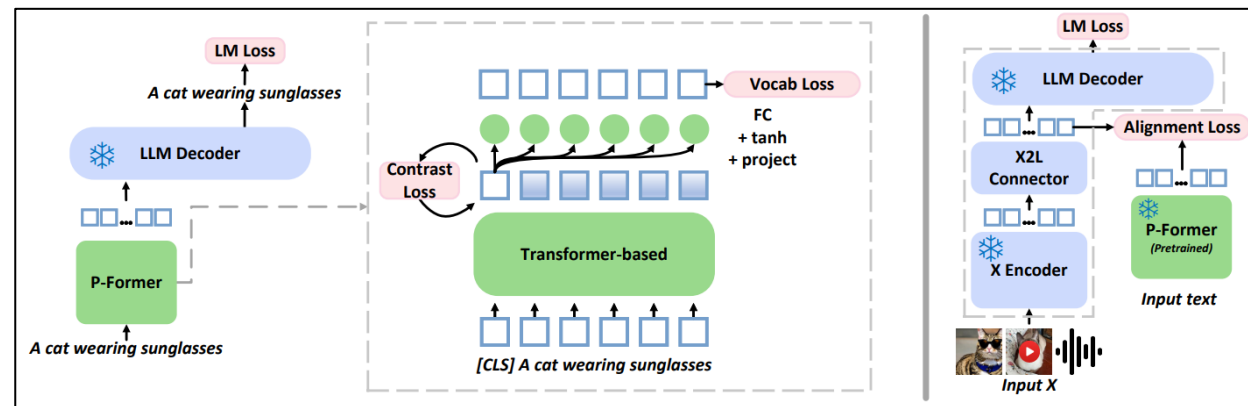 LM Loss
A cat wearing sunglasses
LLM Decoder
...
P-Former
A cat wearing sunglasses
Vocab Loss
FC
+ tanh
+ project
Contrast
Loss
Transformer-based
[CLS] A cat wearing sunglasses
LM Loss
LLM Decoder
...
Alignment Loss
X2L
Connector
...
...
X Encoder
P-Former
(Pretrained)
Input text
Input X